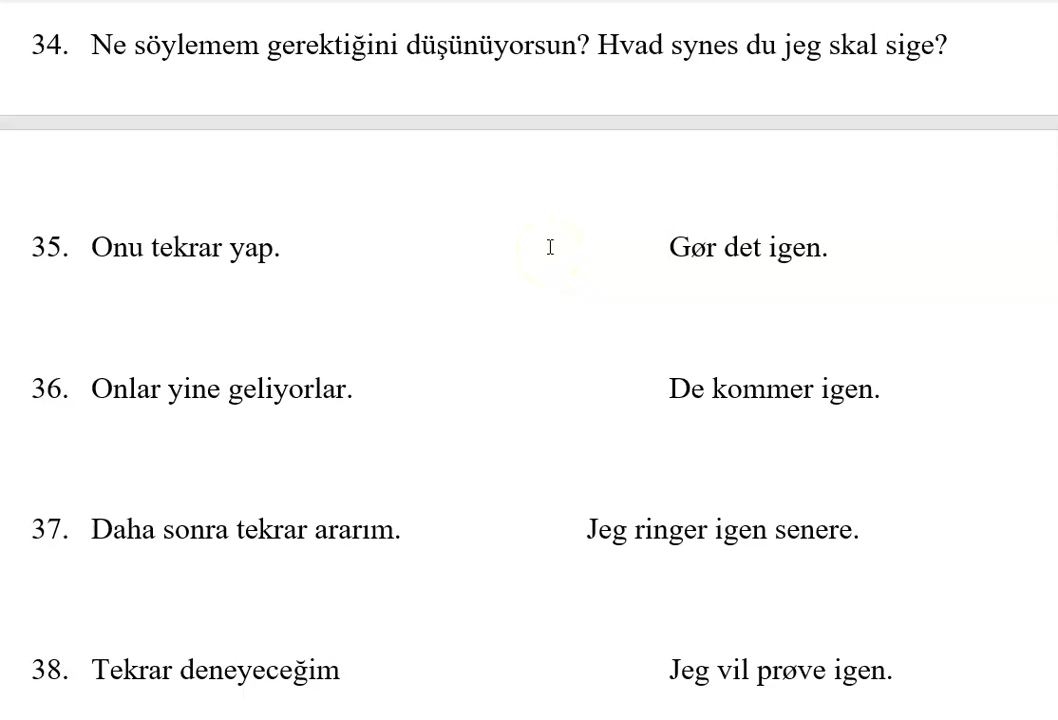 34. Ne söylemem gerektiğini düşünüyorsun? Hvad synes du jeg skal sige?
35. Onu tekrar yap. Gør det igen.
36. Onlar yine geliyorlar. De kommer igen.
37. Daha sonra tekrar ararım. Jeg ringer igen senere.
38. Tekrar deneyeceğim Jeg vil prøve igen.